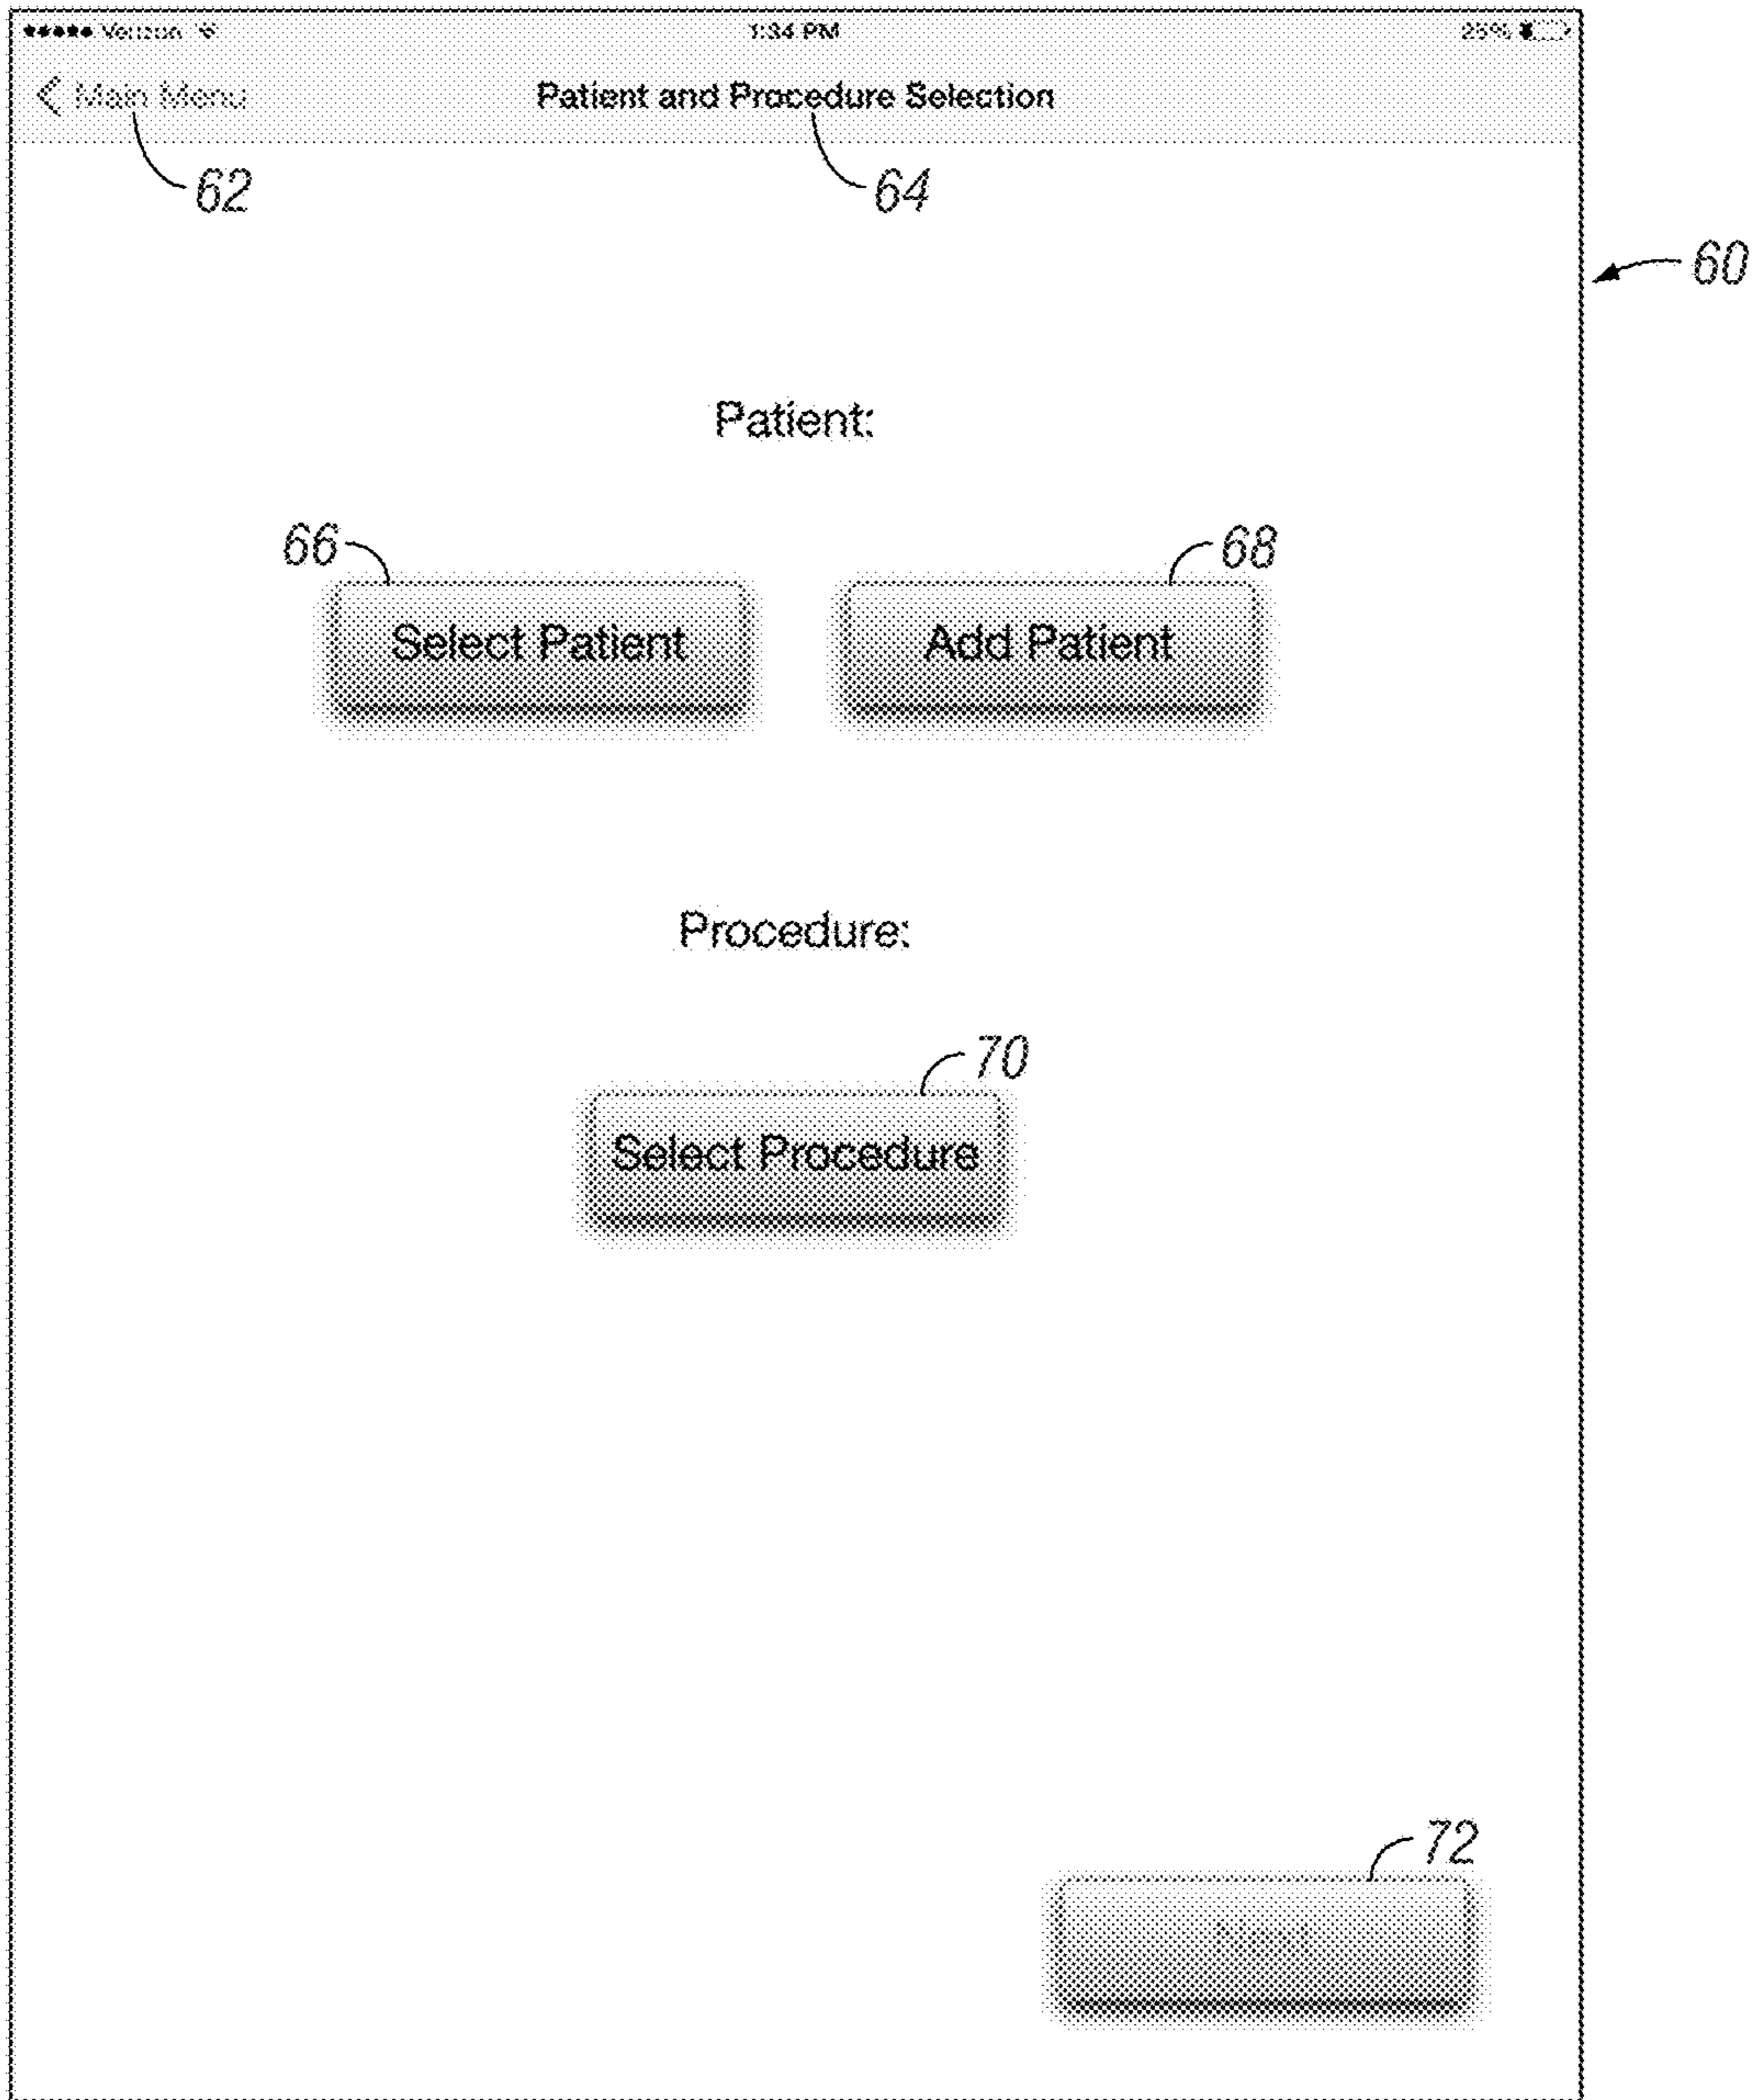 Verizon 1:34 PM 25%
< Main Menu Patient and Procedure Selection
62 64
60
Patient:
66 68
Select Patient Add Patient
Procedure:
70
Select Procedure
72
Next